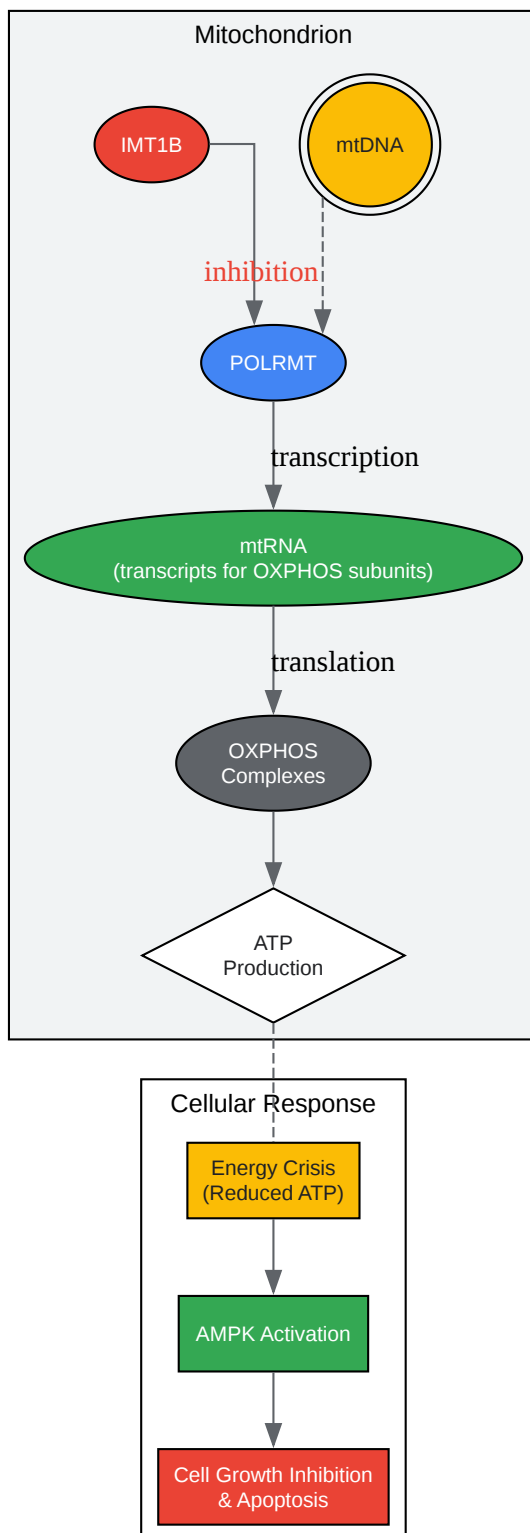 Mitochondrion
IMT1B
mtDNA
inhibition
POLRMT
transcription
mtRNA
(transcripts for OXPHOS subunits)
translation
OXPHOS
Complexes
ATP
Production
Cellular Response
Energy Crisis
(Reduced ATP)
AMPK Activation
Cell Growth Inhibition
& Apoptosis